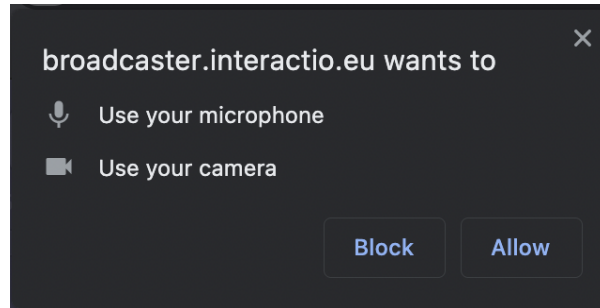 broadcaster.interactio.eu wants to
Use your microphone
Use your camera
Block
Allow